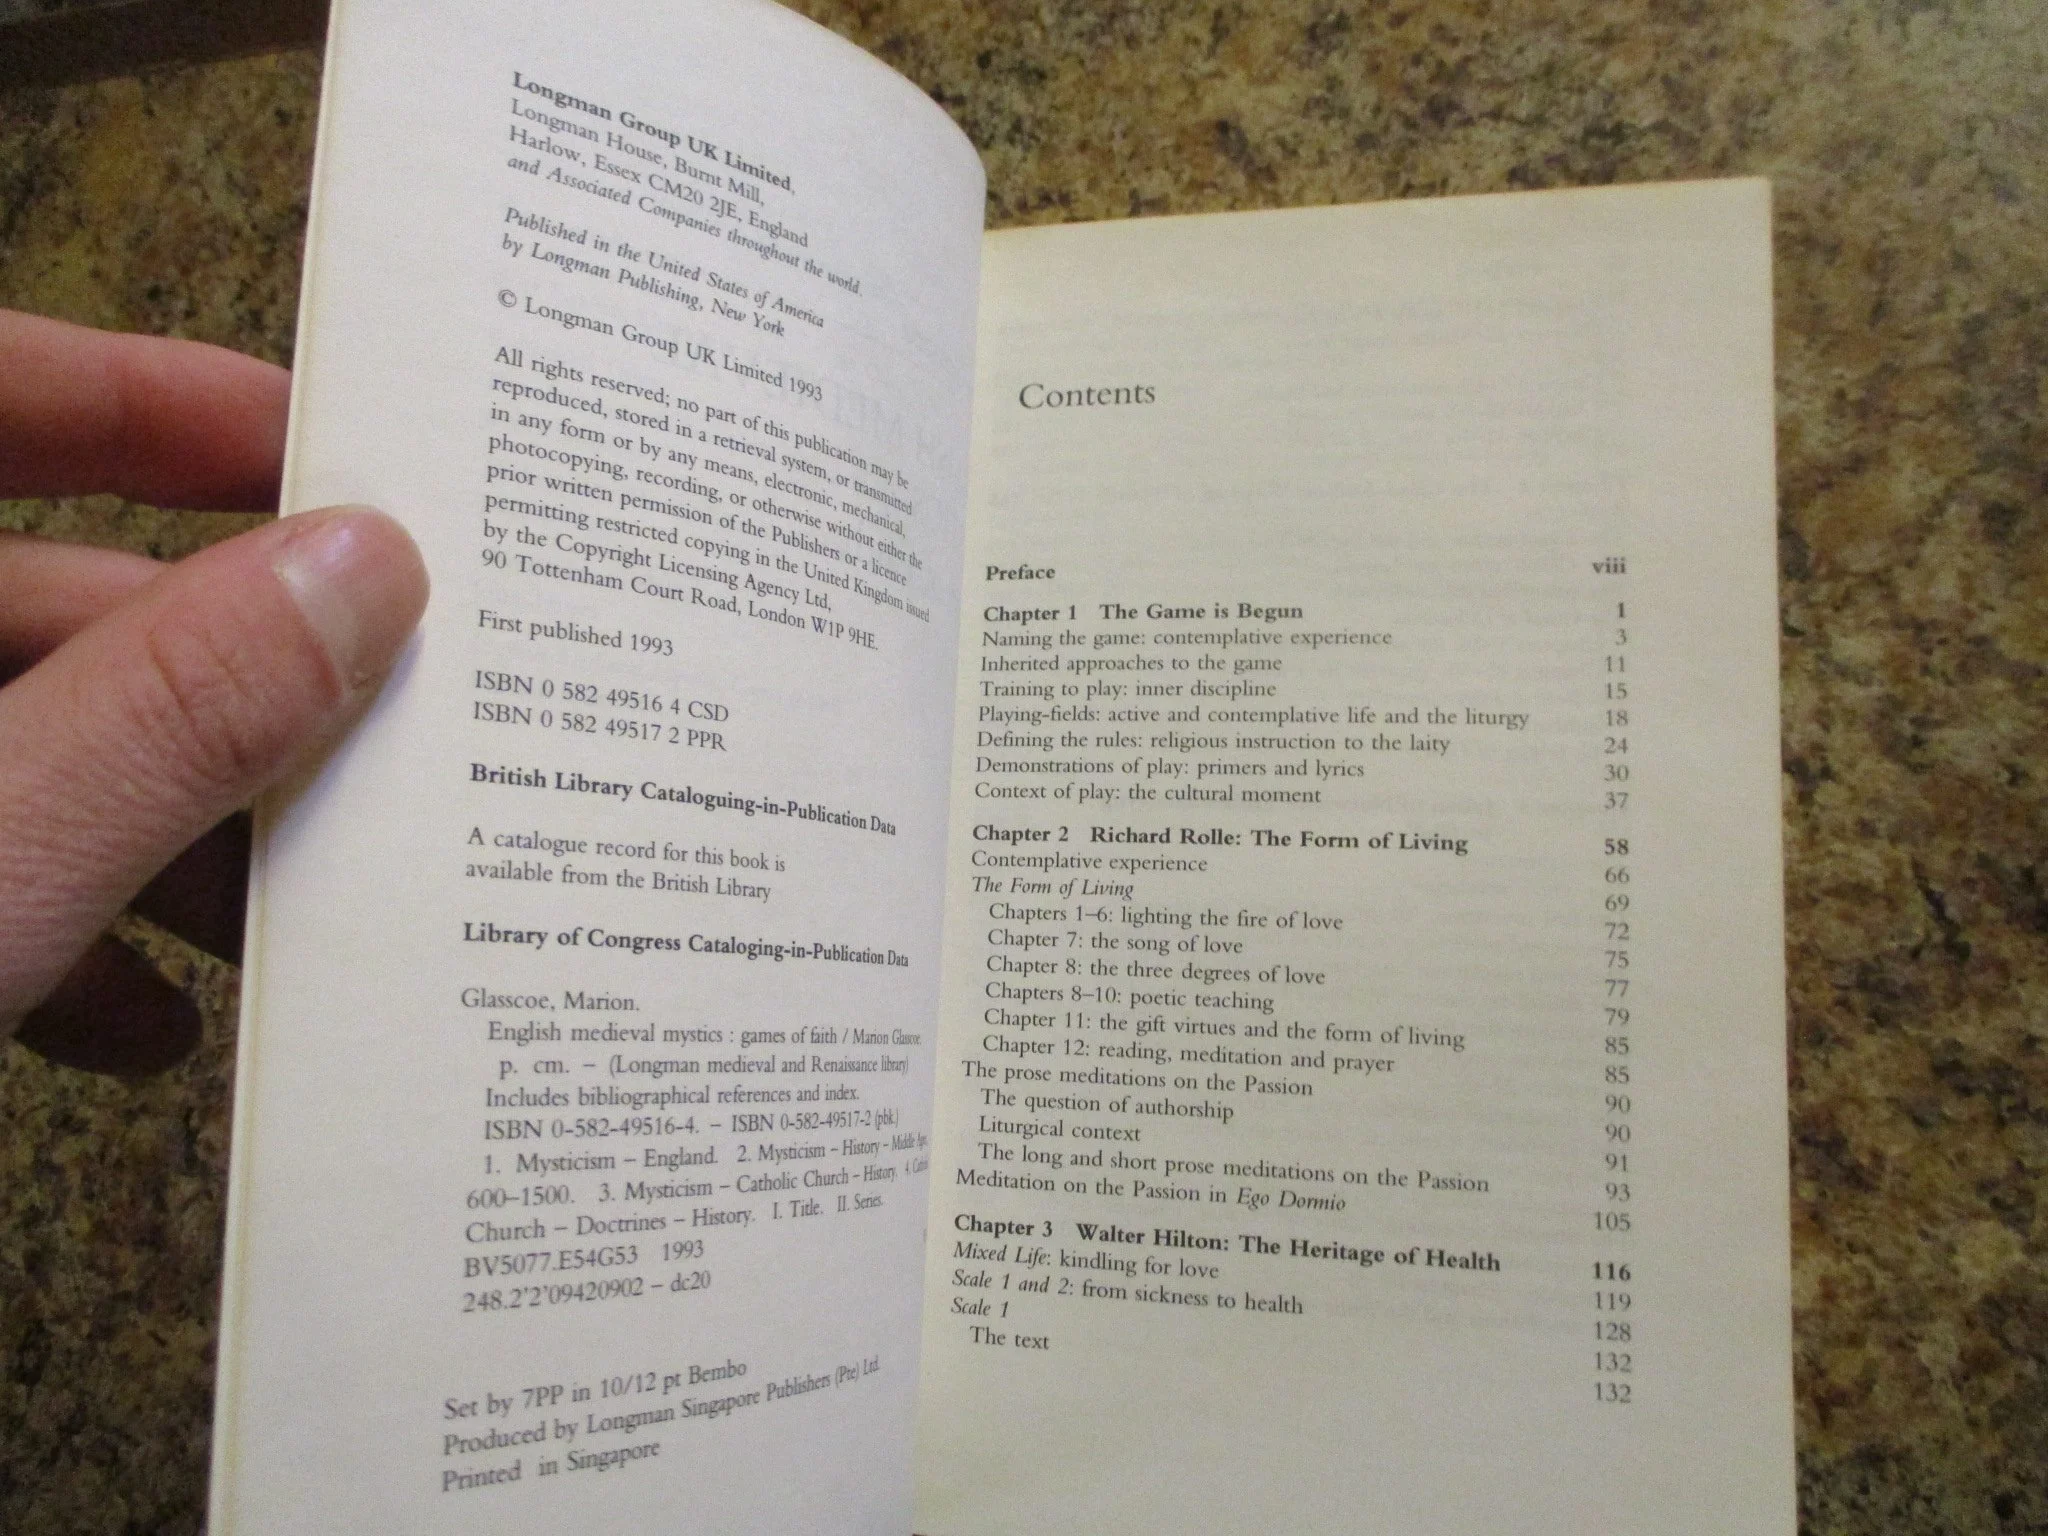 Longman Group UK Limited,
Longman House, Burnt Mill,
Harlow, Essex CM20 2JE, England
and Associated Companies throughout the world.
Published in the United States of America
by Longman Publishing, New York
© Longman Group UK Limited 1993
All rights reserved; no part of this publication may be
reproduced, stored in a retrieval system, or transmitted
in any form or by any means, electronic, mechanical,
photocopying, recording, or otherwise without either the
prior written permission of the Publishers or a licence
permitting restricted copying in the United Kingdom issued
by the Copyright Licensing Agency Ltd,
90 Tottenham Court Road, London W1P 9HE.
First published 1993
ISBN 0 582 49516 4 CSD
ISBN 0 582 49517 2 PPR
British Library Cataloguing-in-Publication Data
A catalogue record for this book is
available from the British Library
Library of Congress Cataloging-in-Publication Data
Glasscoe, Marion.
English medieval mystics : games of faith / Marion Glasscoe.
p. cm. – (Longman medieval and Renaissance library)
Includes bibliographical references and index.
ISBN 0-582-49516-4. – ISBN 0-582-49517-2 (pbk.)
1. Mysticism – England. 2. Mysticism – History – Middle Ages,
600–1500. 3. Mysticism – Catholic Church – History. 4.
Church – Doctrines – History. I. Title. II. Series.
BV5077.E54G53 1993
248.2'2'09420902 – dc20
Set by 7PP in 10/12 pt Bembo
Produced by Longman Singapore Publishers (Pte) Ltd.
Printed in Singapore
Contents
Preface viii
Chapter 1 The Game is Begun 1
Naming the game: contemplative experience 3
Inherited approaches to the game 11
Training to play: inner discipline 15
Playing-fields: active and contemplative life and the liturgy 18
Defining the rules: religious instruction to the laity 24
Demonstrations of play: primers and lyrics 30
Context of play: the cultural moment 37
Chapter 2 Richard Rolle: The Form of Living 58
Contemplative experience 66
The Form of Living 69
Chapters 1–6: lighting the fire of love 72
Chapter 7: the song of love 75
Chapter 8: the three degrees of love 77
Chapters 8–10: poetic teaching 79
Chapter 11: the gift virtues and the form of living 85
Chapter 12: reading, meditation and prayer 85
The prose meditations on the Passion 90
The question of authorship 90
Liturgical context 91
The long and short prose meditations on the Passion 93
Meditation on the Passion in Ego Dormio 105
Chapter 3 Walter Hilton: The Heritage of Health 116
Mixed Life: kindling for love 119
Scale 1 and 2: from sickness to health 128
Scale 1 132
The text 132